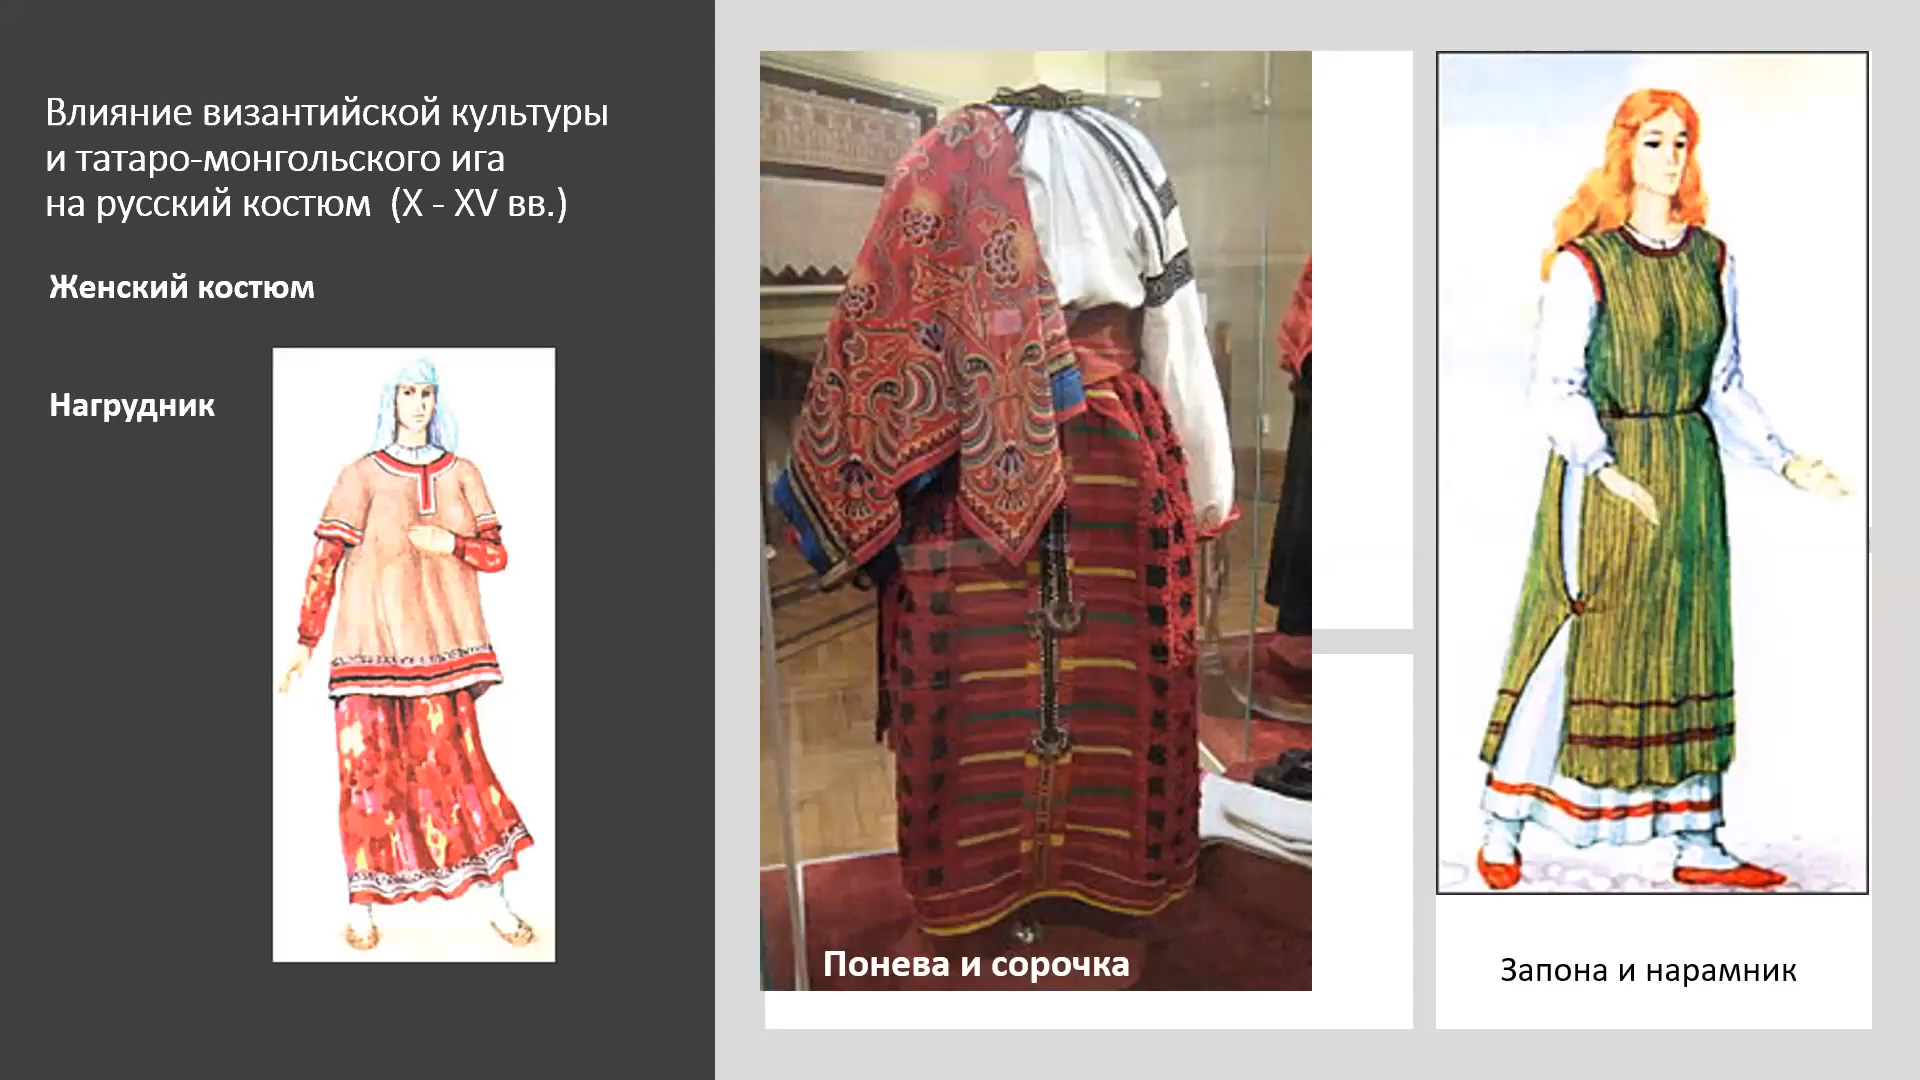 Влияние византийской культуры
и татаро-монгольского ига
на русский костюм (X - XV вв.)
Женский костюм
Нагрудник
Понева и сорочка
Запона и нарамник